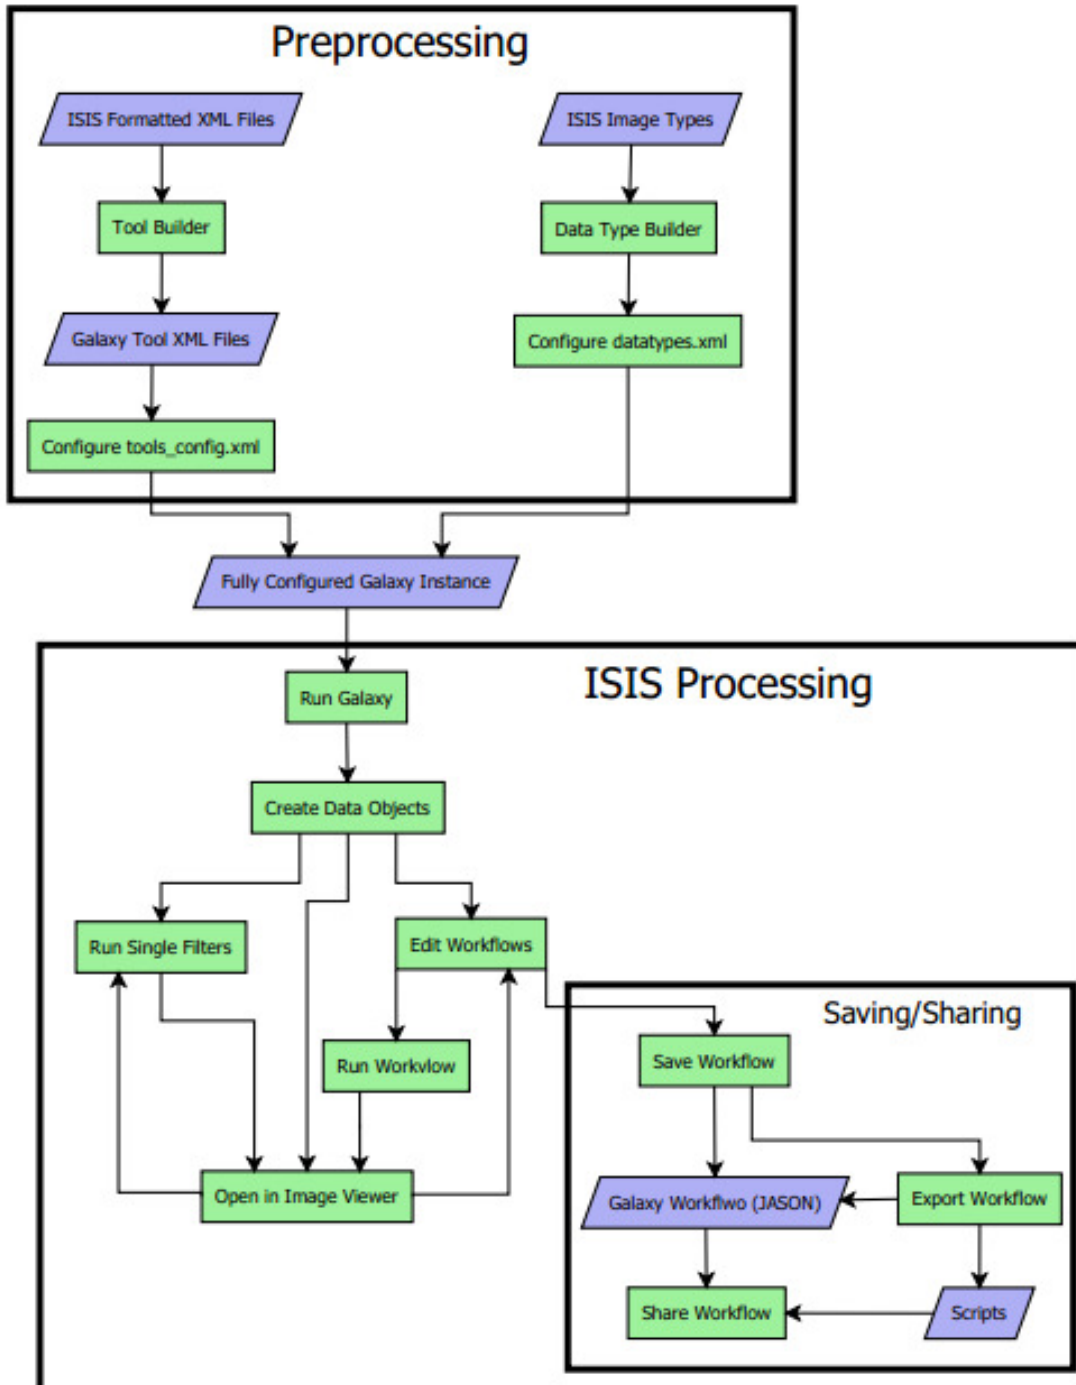 Preprocessing
ISIS Formatted XML Files
ISIS Image Types
Tool Builder
Data Type Builder
Galaxy Tool XML Files
Configure datatypes.xml
Configure tools_config.xml
Fully Configured Galaxy Instance
ISIS Processing
Run Galaxy
Create Data Objects
Run Single Filters
Edit Workflows
Saving/Sharing
Save Workflow
Run Workvlow
Open in Image Viewer
Galaxy Workflwo (JASON)
Export Workflow
Share Workflow
Scripts